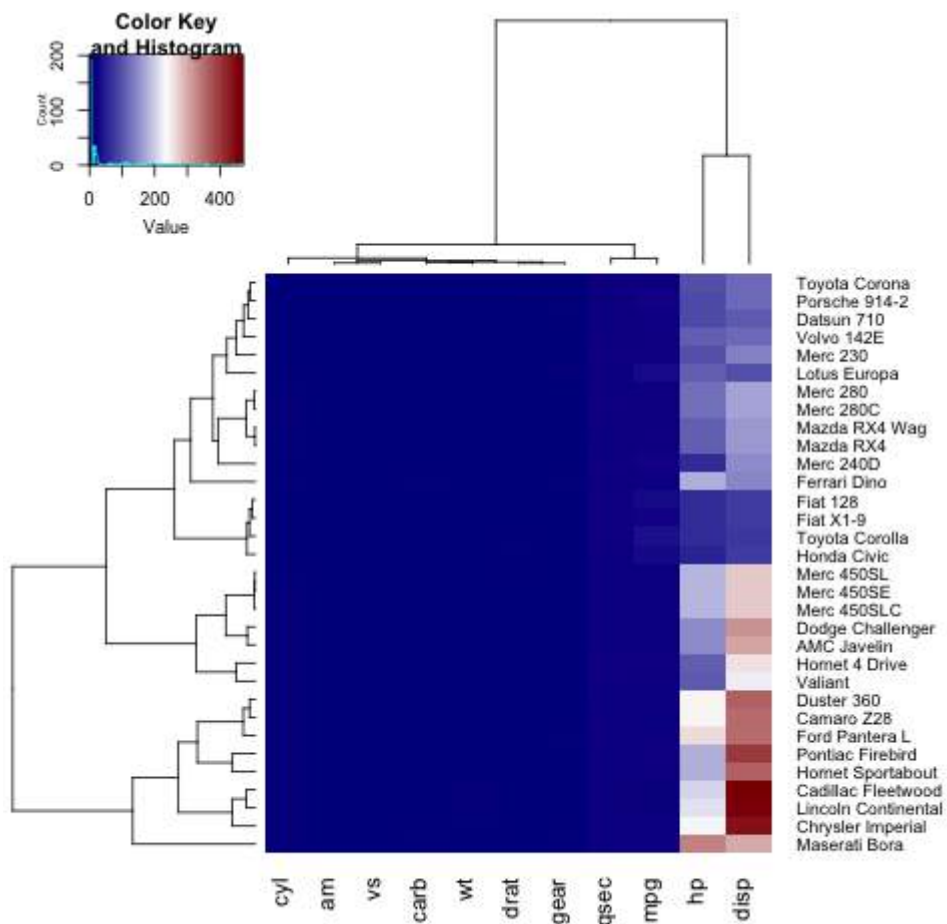 Color Key
and Histogram
Count
0
100
200
0
200
400
Value
Toyota Corona
Porsche 914-2
Datsun 710
Volvo 142E
Merc 230
Lotus Europa
Merc 280
Merc 280C
Mazda RX4 Wag
Mazda RX4
Merc 240D
Ferrari Dino
Fiat 128
Fiat X1-9
Toyota Corolla
Honda Civic
Merc 450SL
Merc 450SE
Merc 450SLC
Dodge Challenger
AMC Javelin
Hornet 4 Drive
Valiant
Duster 360
Camaro Z28
Ford Pantera L
Pontiac Firebird
Hornet Sportabout
Cadillac Fleetwood
Lincoln Continental
Chrysler Imperial
Maserati Bora
cyl
am
vs
carb
wt
drat
gear
qsec
mpg
hp
disp